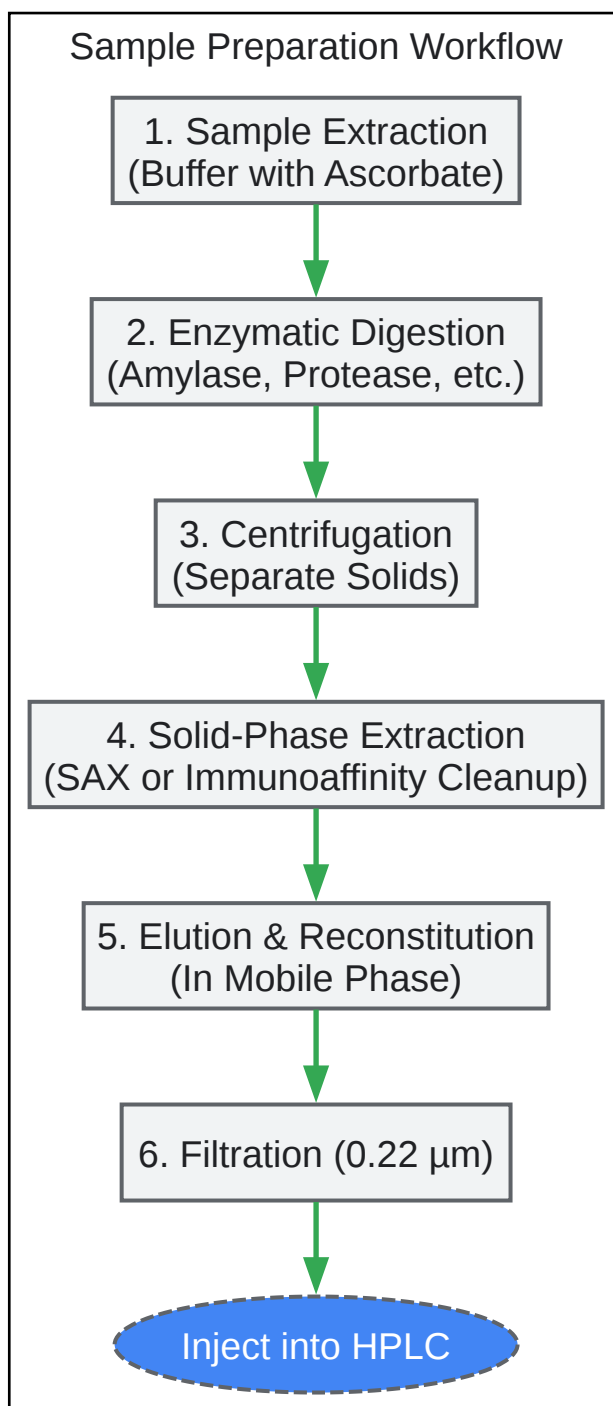 Sample Preparation Workflow
1. Sample Extraction
(Buffer with Ascorbate)
2. Enzymatic Digestion
(Amylase, Protease, etc.)
3. Centrifugation
(Separate Solids)
4. Solid-Phase Extraction
(SAX or Immunoaffinity Cleanup)
5. Elution & Reconstitution
(In Mobile Phase)
6. Filtration (0.22 µm)
Inject into HPLC